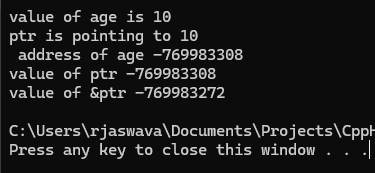 value of age is 10
ptr is pointing to 10
 address of age -769983308
value of ptr -769983308
value of &ptr -769983272

C:\Users\rjaswava\Documents\Projects\CppH
Press any key to close this window . . .